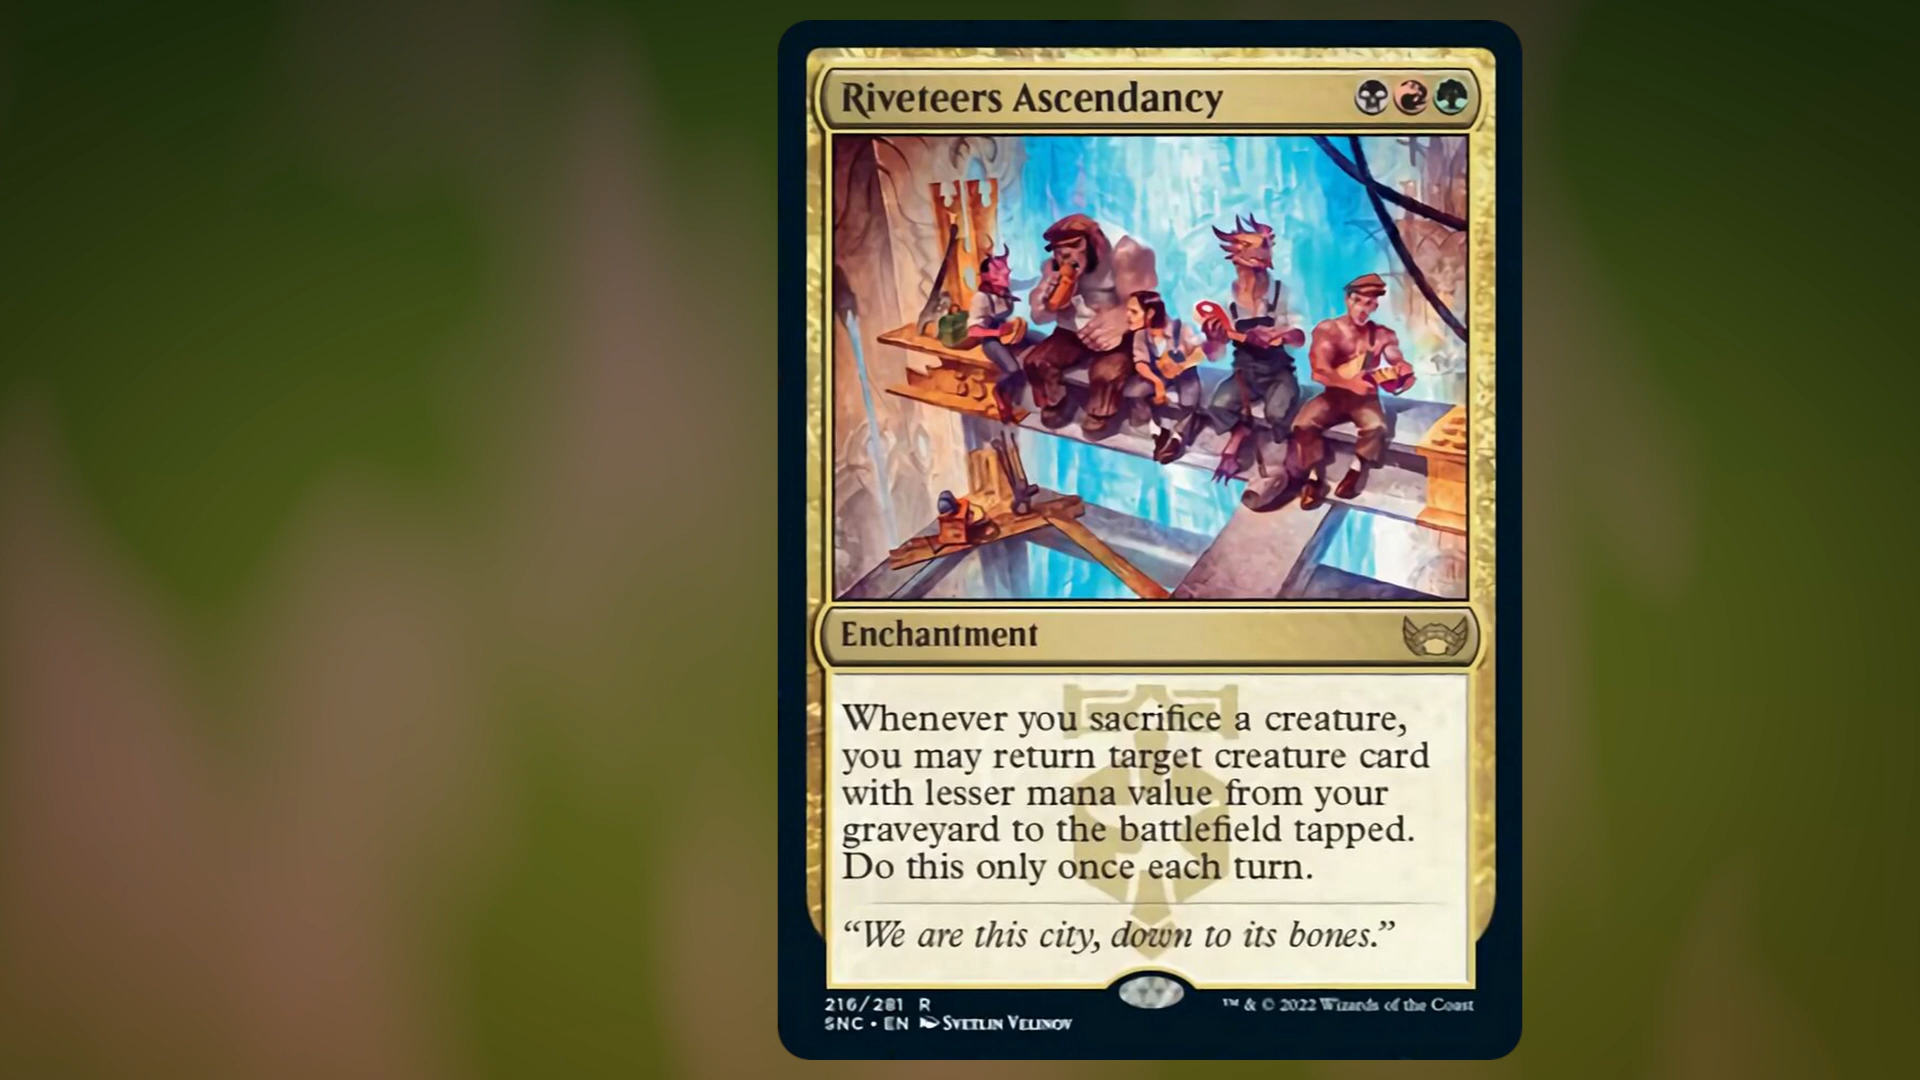 Riveteers Ascendancy
Enchantment
Whenever you sacrifice a creature,
you may return target creature card
with lesser mana value from your
graveyard to the battlefield tapped.
Do this only once each turn.
“We are this city, down to its bones.”
216/281 R
™ & © 2022 Wizards of the Coast
SNC • EN Svetlin Velinov